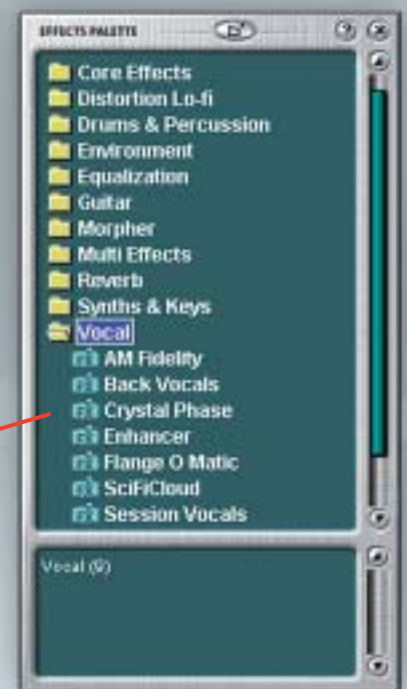 EFFECTS PALETTE
Core Effects
Distortion Lo-fi
Drums & Percussion
Environment
Equalization
Guitar
Morpher
Multi Effects
Reverb
Synths & Keys
Vocal
AM Fidelity
Back Vocals
Crystal Phase
Enhancer
Flange O Matic
SciFiCloud
Session Vocals
Vocal (9)